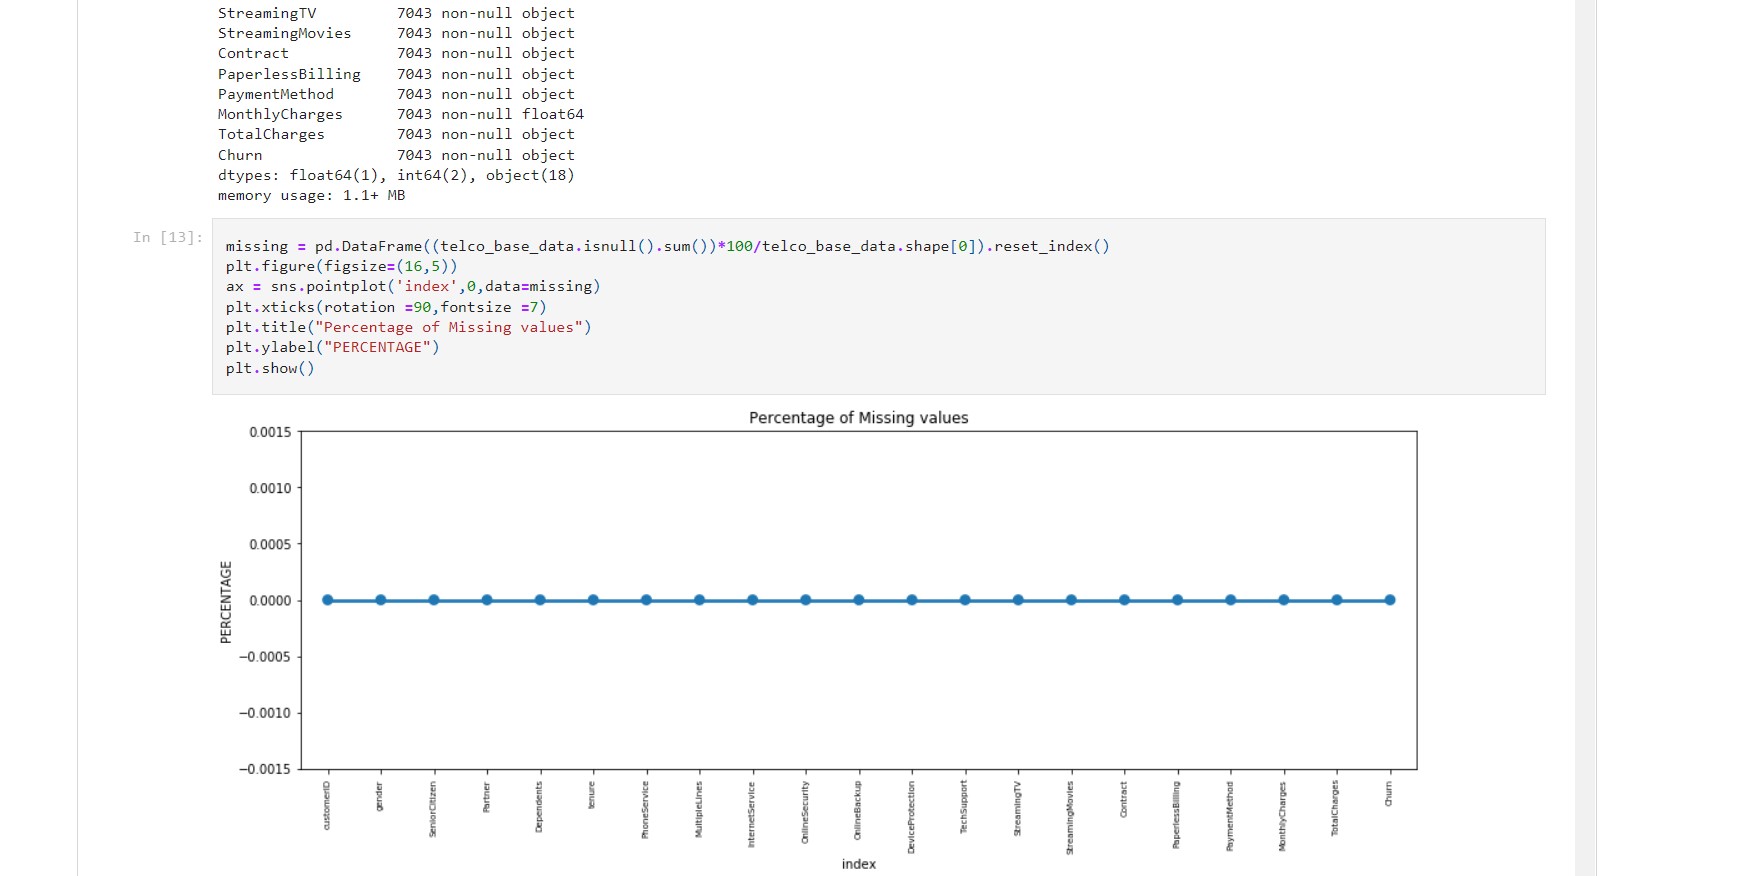 StreamingTV 7043 non-null object
StreamingMovies 7043 non-null object
Contract 7043 non-null object
PaperlessBilling 7043 non-null object
PaymentMethod 7043 non-null object
MonthlyCharges 7043 non-null float64
TotalCharges 7043 non-null object
Churn 7043 non-null object
dtypes: float64(1), int64(2), object(18)
memory usage: 1.1+ MB
In [13]:
missing = pd.DataFrame((telco_base_data.isnull().sum())*100/telco_base_data.shape[0]).reset_index()
plt.figure(figsize=(16,5))
ax = sns.pointplot('index',0,data=missing)
plt.xticks(rotation =90,fontsize =7)
plt.title("Percentage of Missing values")
plt.ylabel("PERCENTAGE")
plt.show()
Percentage of Missing values
0.0015
0.0010
0.0005
0.0000
−0.0005
−0.0010
−0.0015
PERCENTAGE
customerID
gender
SeniorCitizen
Partner
Dependents
tenure
PhoneService
MultipleLines
InternetService
OnlineSecurity
OnlineBackup
DeviceProtection
TechSupport
StreamingTV
StreamingMovies
Contract
PaperlessBilling
PaymentMethod
MonthlyCharges
TotalCharges
Churn
index